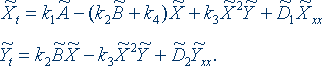 X̃_t = k_1Ã − (k_2B̃ + k_4)X̃ + k_3X̃^2Ỹ + D̃_1X̃_xx
Ỹ_t = k_2B̃X̃ − k_3X̃^2Ỹ + D̃_2Ỹ_xx.